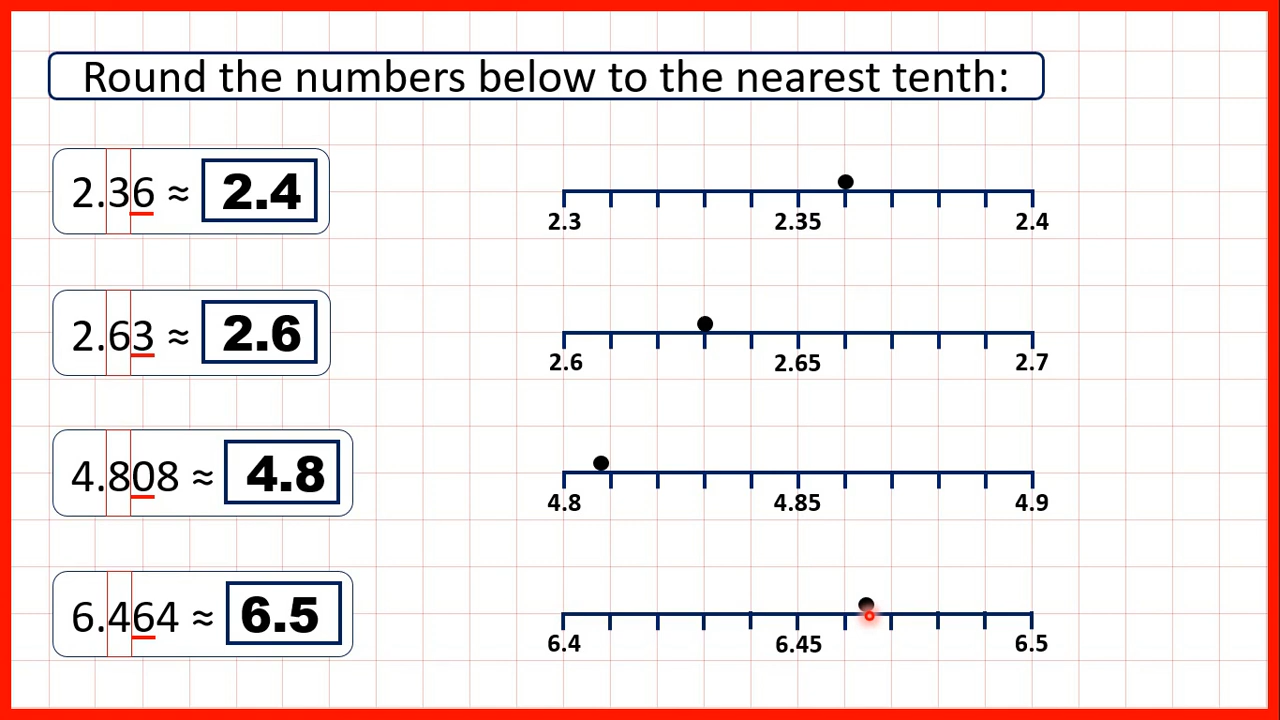 Round the numbers below to the nearest tenth:
2.36 ≈ 2.4
2.3 2.35 2.4
2.63 ≈ 2.6
2.6 2.65 2.7
4.808 ≈ 4.8
4.8 4.85 4.9
6.464 ≈ 6.5
6.4 6.45 6.5